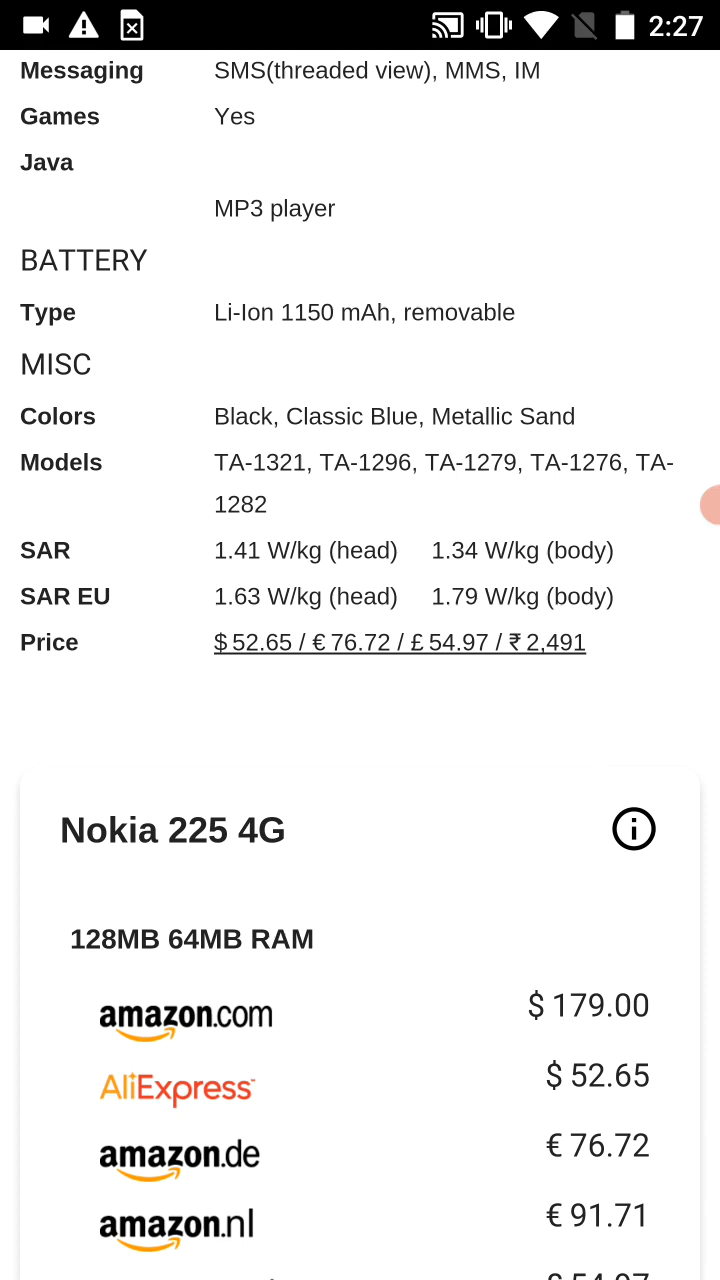 2:27
Messaging SMS(threaded view), MMS, IM
Games Yes
Java
MP3 player
BATTERY
Type Li-Ion 1150 mAh, removable
MISC
Colors Black, Classic Blue, Metallic Sand
Models TA-1321, TA-1296, TA-1279, TA-1276, TA-
1282
SAR 1.41 W/kg (head) 1.34 W/kg (body)
SAR EU 1.63 W/kg (head) 1.79 W/kg (body)
Price $ 52.65 / € 76.72 / £ 54.97 / ₹ 2,491
Nokia 225 4G
128MB 64MB RAM
amazon.com $ 179.00
AliExpress $ 52.65
amazon.de € 76.72
amazon.nl € 91.71